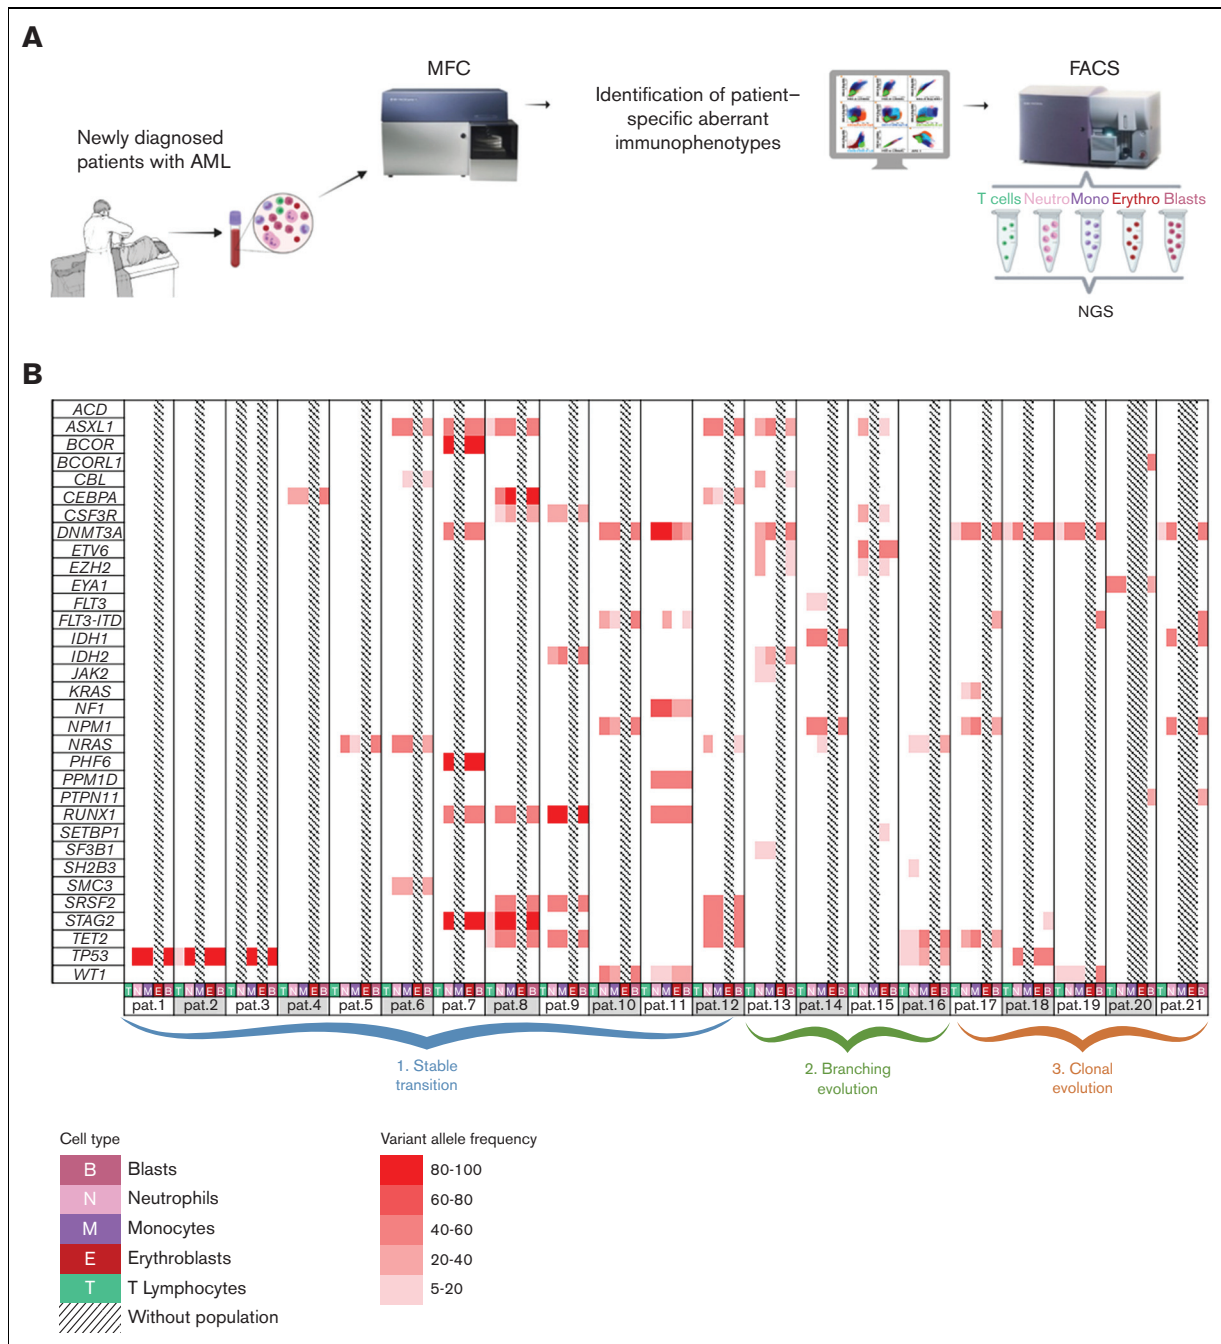 A
MFC
FACS
Newly diagnosed
patients with AML
Identification of patient–
specific aberrant
immunophenotypes
T cells Neutro Mono Erythro Blasts
NGS
B
ACD
ASXL1
BCOR
BCORL1
CBL
CEBPA
CSF3R
DNMT3A
ETV6
EZH2
EYA1
FLT3
FLT3-ITD
IDH1
IDH2
JAK2
KRAS
NF1
NPM1
NRAS
PHF6
PPM1D
PTPN11
RUNX1
SETBP1
SF3B1
SH2B3
SMC3
SRSF2
STAG2
TET2
TP53
WT1
T N M E B T N M E B T N M E B T N M E B T N M E B T N M E B T N M E B T N M E B T N M E B T N M E B T N M E B T N M E B T N M E B T N M E B T N M E B T N M E B T N M E B T N M E B T N M E B T N M E B T N M E B
pat.1 pat.2 pat.3 pat.4 pat.5 pat.6 pat.7 pat.8 pat.9 pat.10 pat.11 pat.12 pat.13 pat.14 pat.15 pat.16 pat.17 pat.18 pat.19 pat.20 pat.21
1. Stable
transition
2. Branching
evolution
3. Clonal
evolution
Cell type
B Blasts
N Neutrophils
M Monocytes
E Erythroblasts
T T Lymphocytes
Without population
Variant allele frequency
80-100
60-80
40-60
20-40
5-20